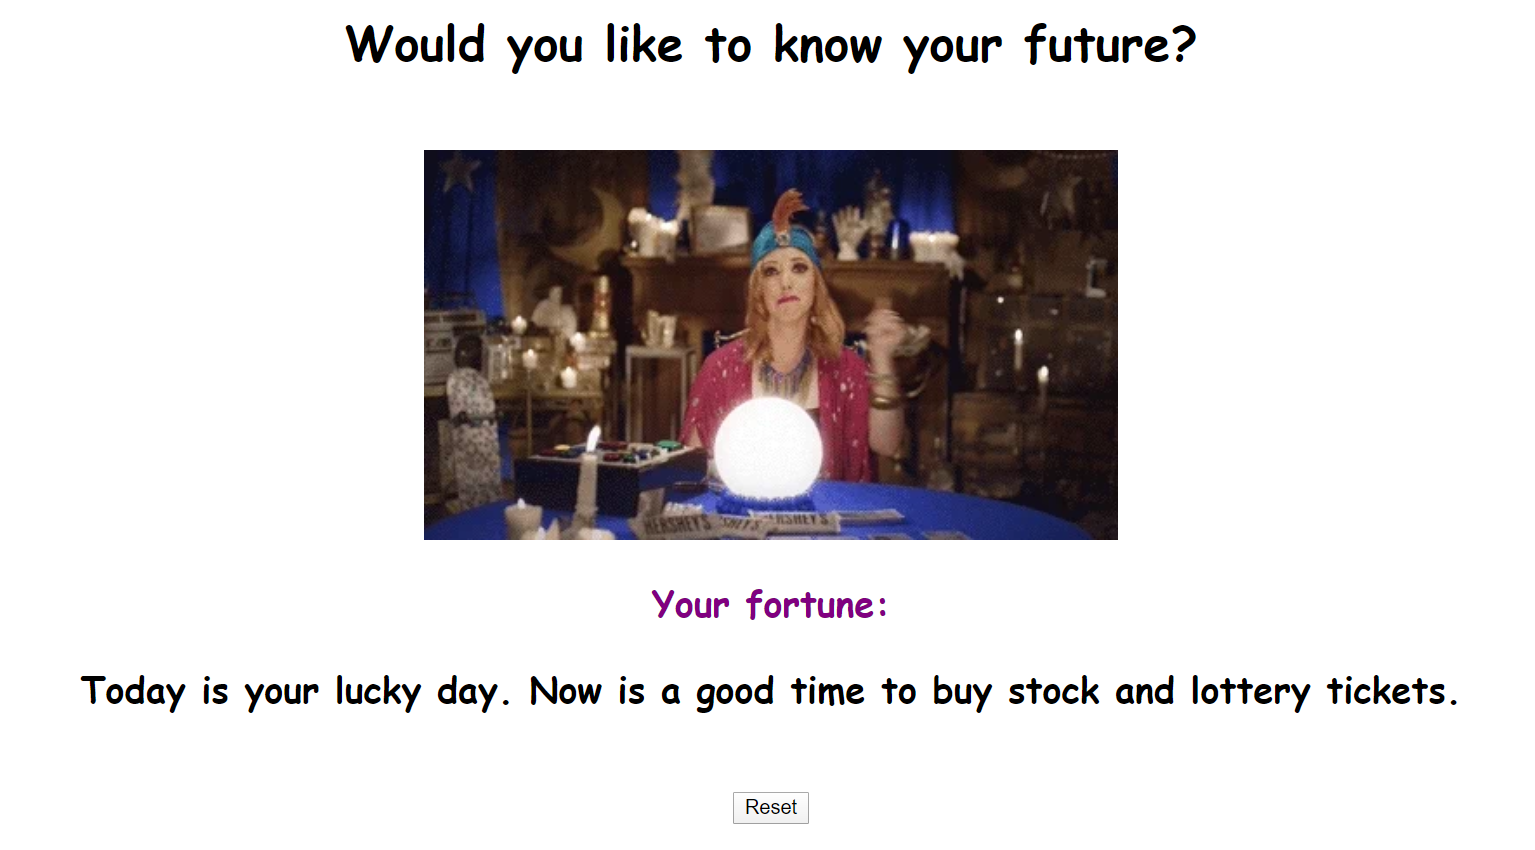 Would you like to know your future?
HERSHEY'S HERSHEY'S
Your fortune:
Today is your lucky day. Now is a good time to buy stock and lottery tickets.
Reset